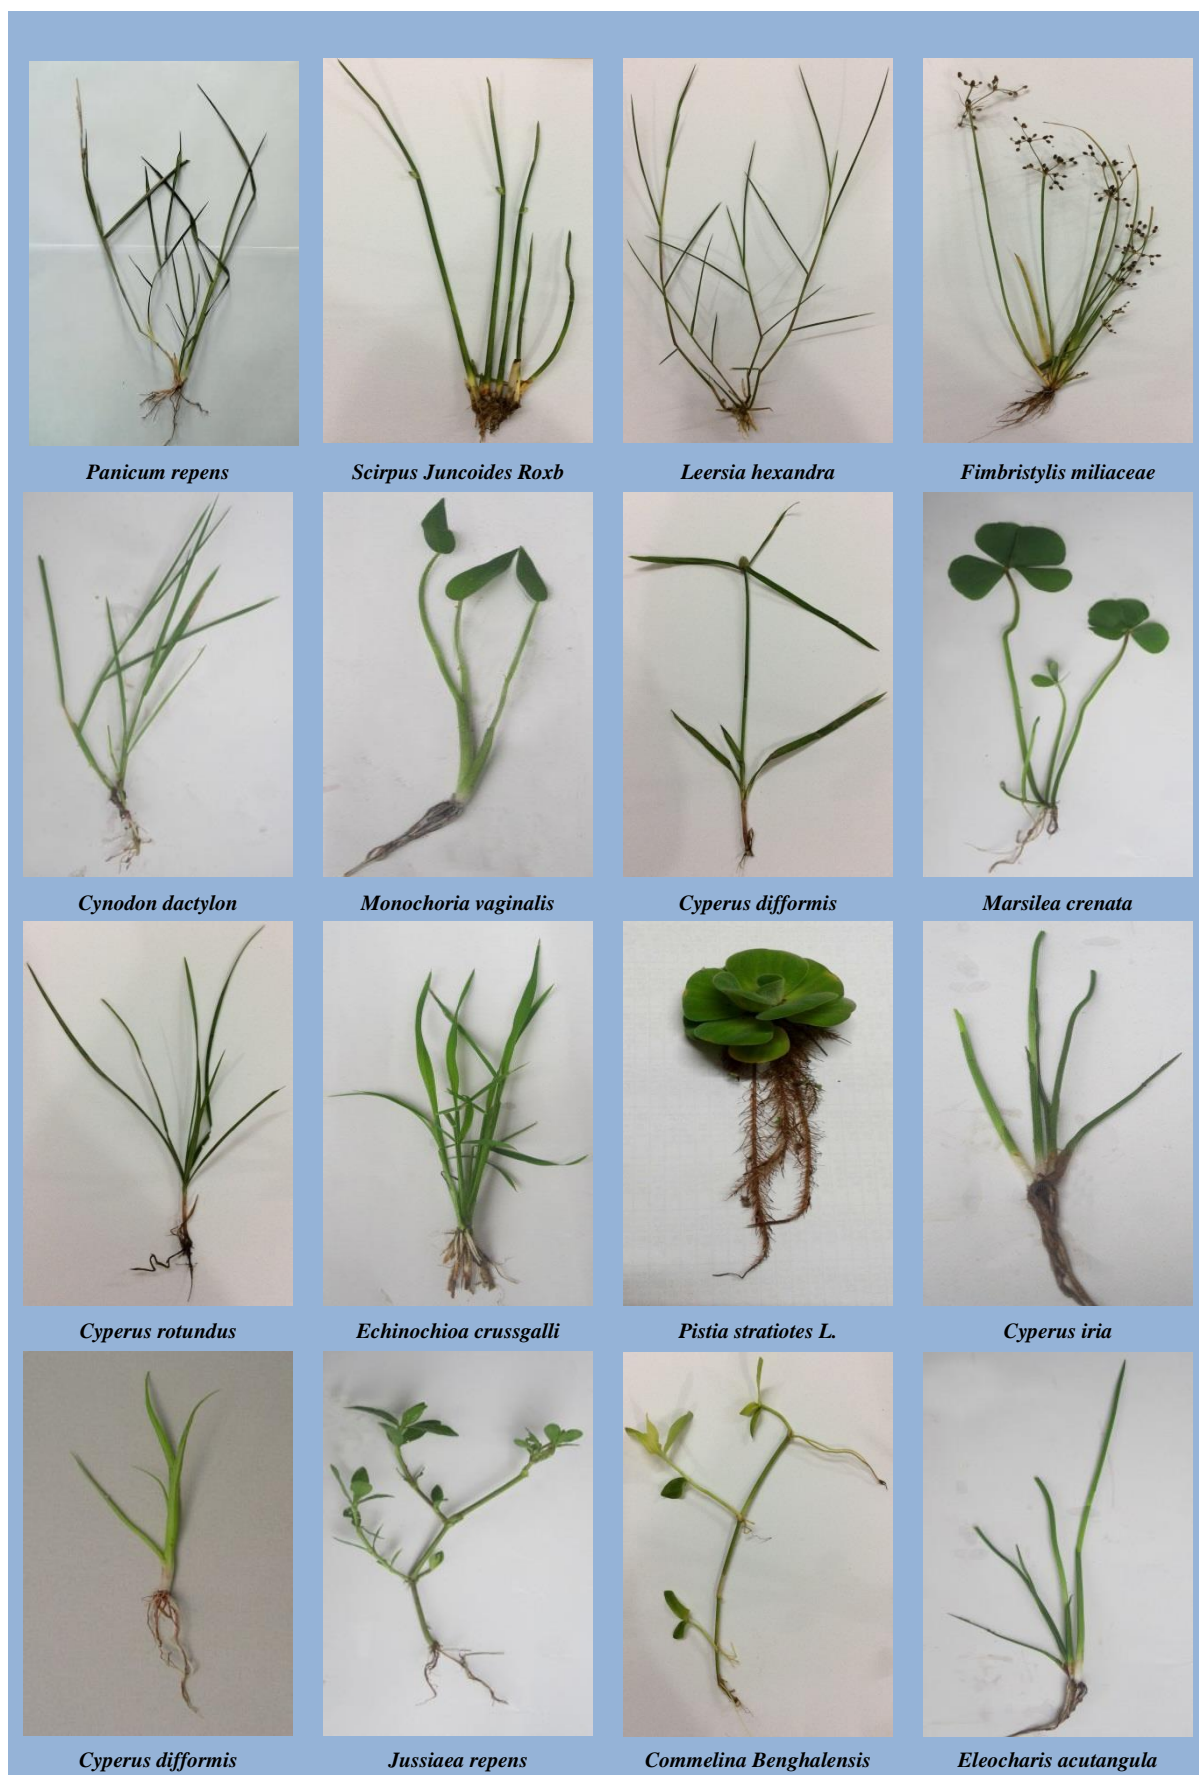 Panicum repens
Scirpus Juncoides Roxb
Leersia hexandra
Fimbristylis miliaceae
Cynodon dactylon
Monochoria vaginalis
Cyperus difformis
Marsilea crenata
Cyperus rotundus
Echinochioa crussgalli
Pistia stratiotes L.
Cyperus iria
Cyperus difformis
Jussiaea repens
Commelina Benghalensis
Eleocharis acutangula